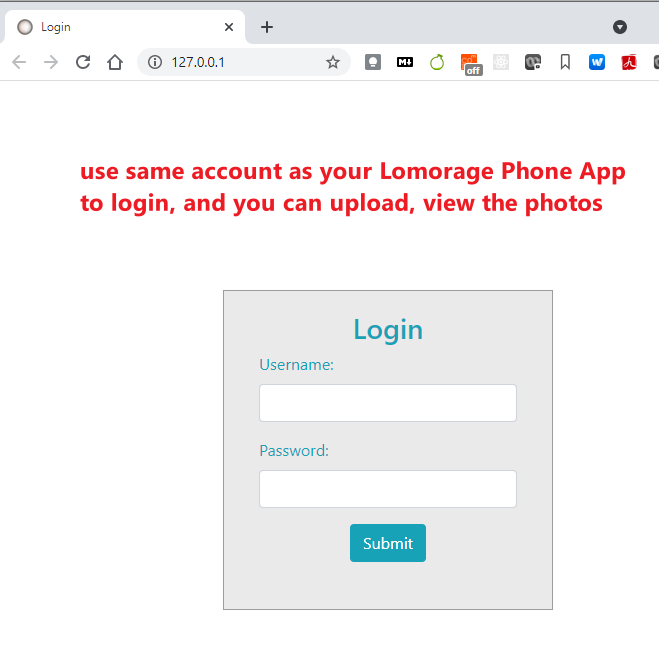 Login
127.0.0.1
M
off
use same account as your Lomorage Phone App
to login, and you can upload, view the photos
Login
Username:
Password:
Submit